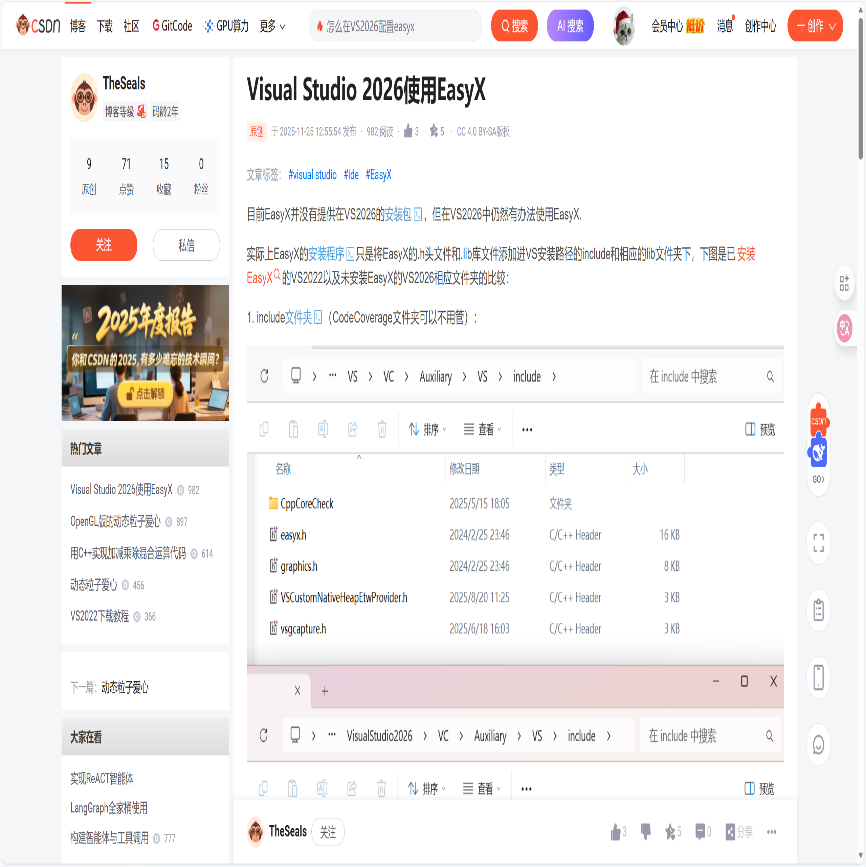 CSDN 博客 下载 社区 GitCode GPU算力 更多 怎么在VS2026配置easyx 搜索 AI 搜索 会员中心 低价 消息 创作中心 创作
TheSeals
博客等级 码龄2年
9 71 15 0
原创 点赞 收藏 粉丝
关注 私信
2025年度报告
你和CSDN的2025,有多少难忘的技术瞬间？
点击解锁
热门文章
Visual Studio 2026使用EasyX 982
OpenGL版的动态粒子爱心 897
用C++实现加减乘除混合运算代码 614
动态粒子爱心 456
VS2022下载教程 366
下一篇： 动态粒子爱心
大家在看
实现ReACT智能体
LangGraph全家桶使用
构建智能体与工具调用 777
Visual Studio 2026使用EasyX
原创 于 2025-11-25 12:55:54 发布 · 982 阅读 · 3 · 5 · CC 4.0 BY-SA版权
文章标签： #visual studio #ide #EasyX
目前EasyX并没有提供在VS2026的安装包，但在VS2026中仍然有办法使用EasyX.
实际上EasyX的安装程序只是将EasyX的.h头文件和.lib库文件添加进VS安装路径的include和相应的lib文件夹下，下图是已 安装
EasyX 的VS2022以及未安装EasyX的VS2026相应文件夹的比较：
1. include文件夹（CodeCoverage文件夹可以不用管）：
> ··· VS > VC > Auxiliary > VS > include > 在 include 中搜索
排序 查看 ··· 预览
名称 修改日期 类型 大小
CppCoreCheck 2025/5/15 18:05 文件夹
easyx.h 2024/2/25 23:46 C/C++ Header 16 KB
graphics.h 2024/2/25 23:46 C/C++ Header 8 KB
VSCustomNativeHeapEtwProvider.h 2025/8/20 11:25 C/C++ Header 3 KB
vsgcapture.h 2025/6/18 16:03 C/C++ Header 3 KB
> ··· VisualStudio2026 > VC > Auxiliary > VS > include > 在 include 中搜索
排序 查看 ··· 预览
TheSeals 关注 3 5 0 分享 ···
CSDN
GO>